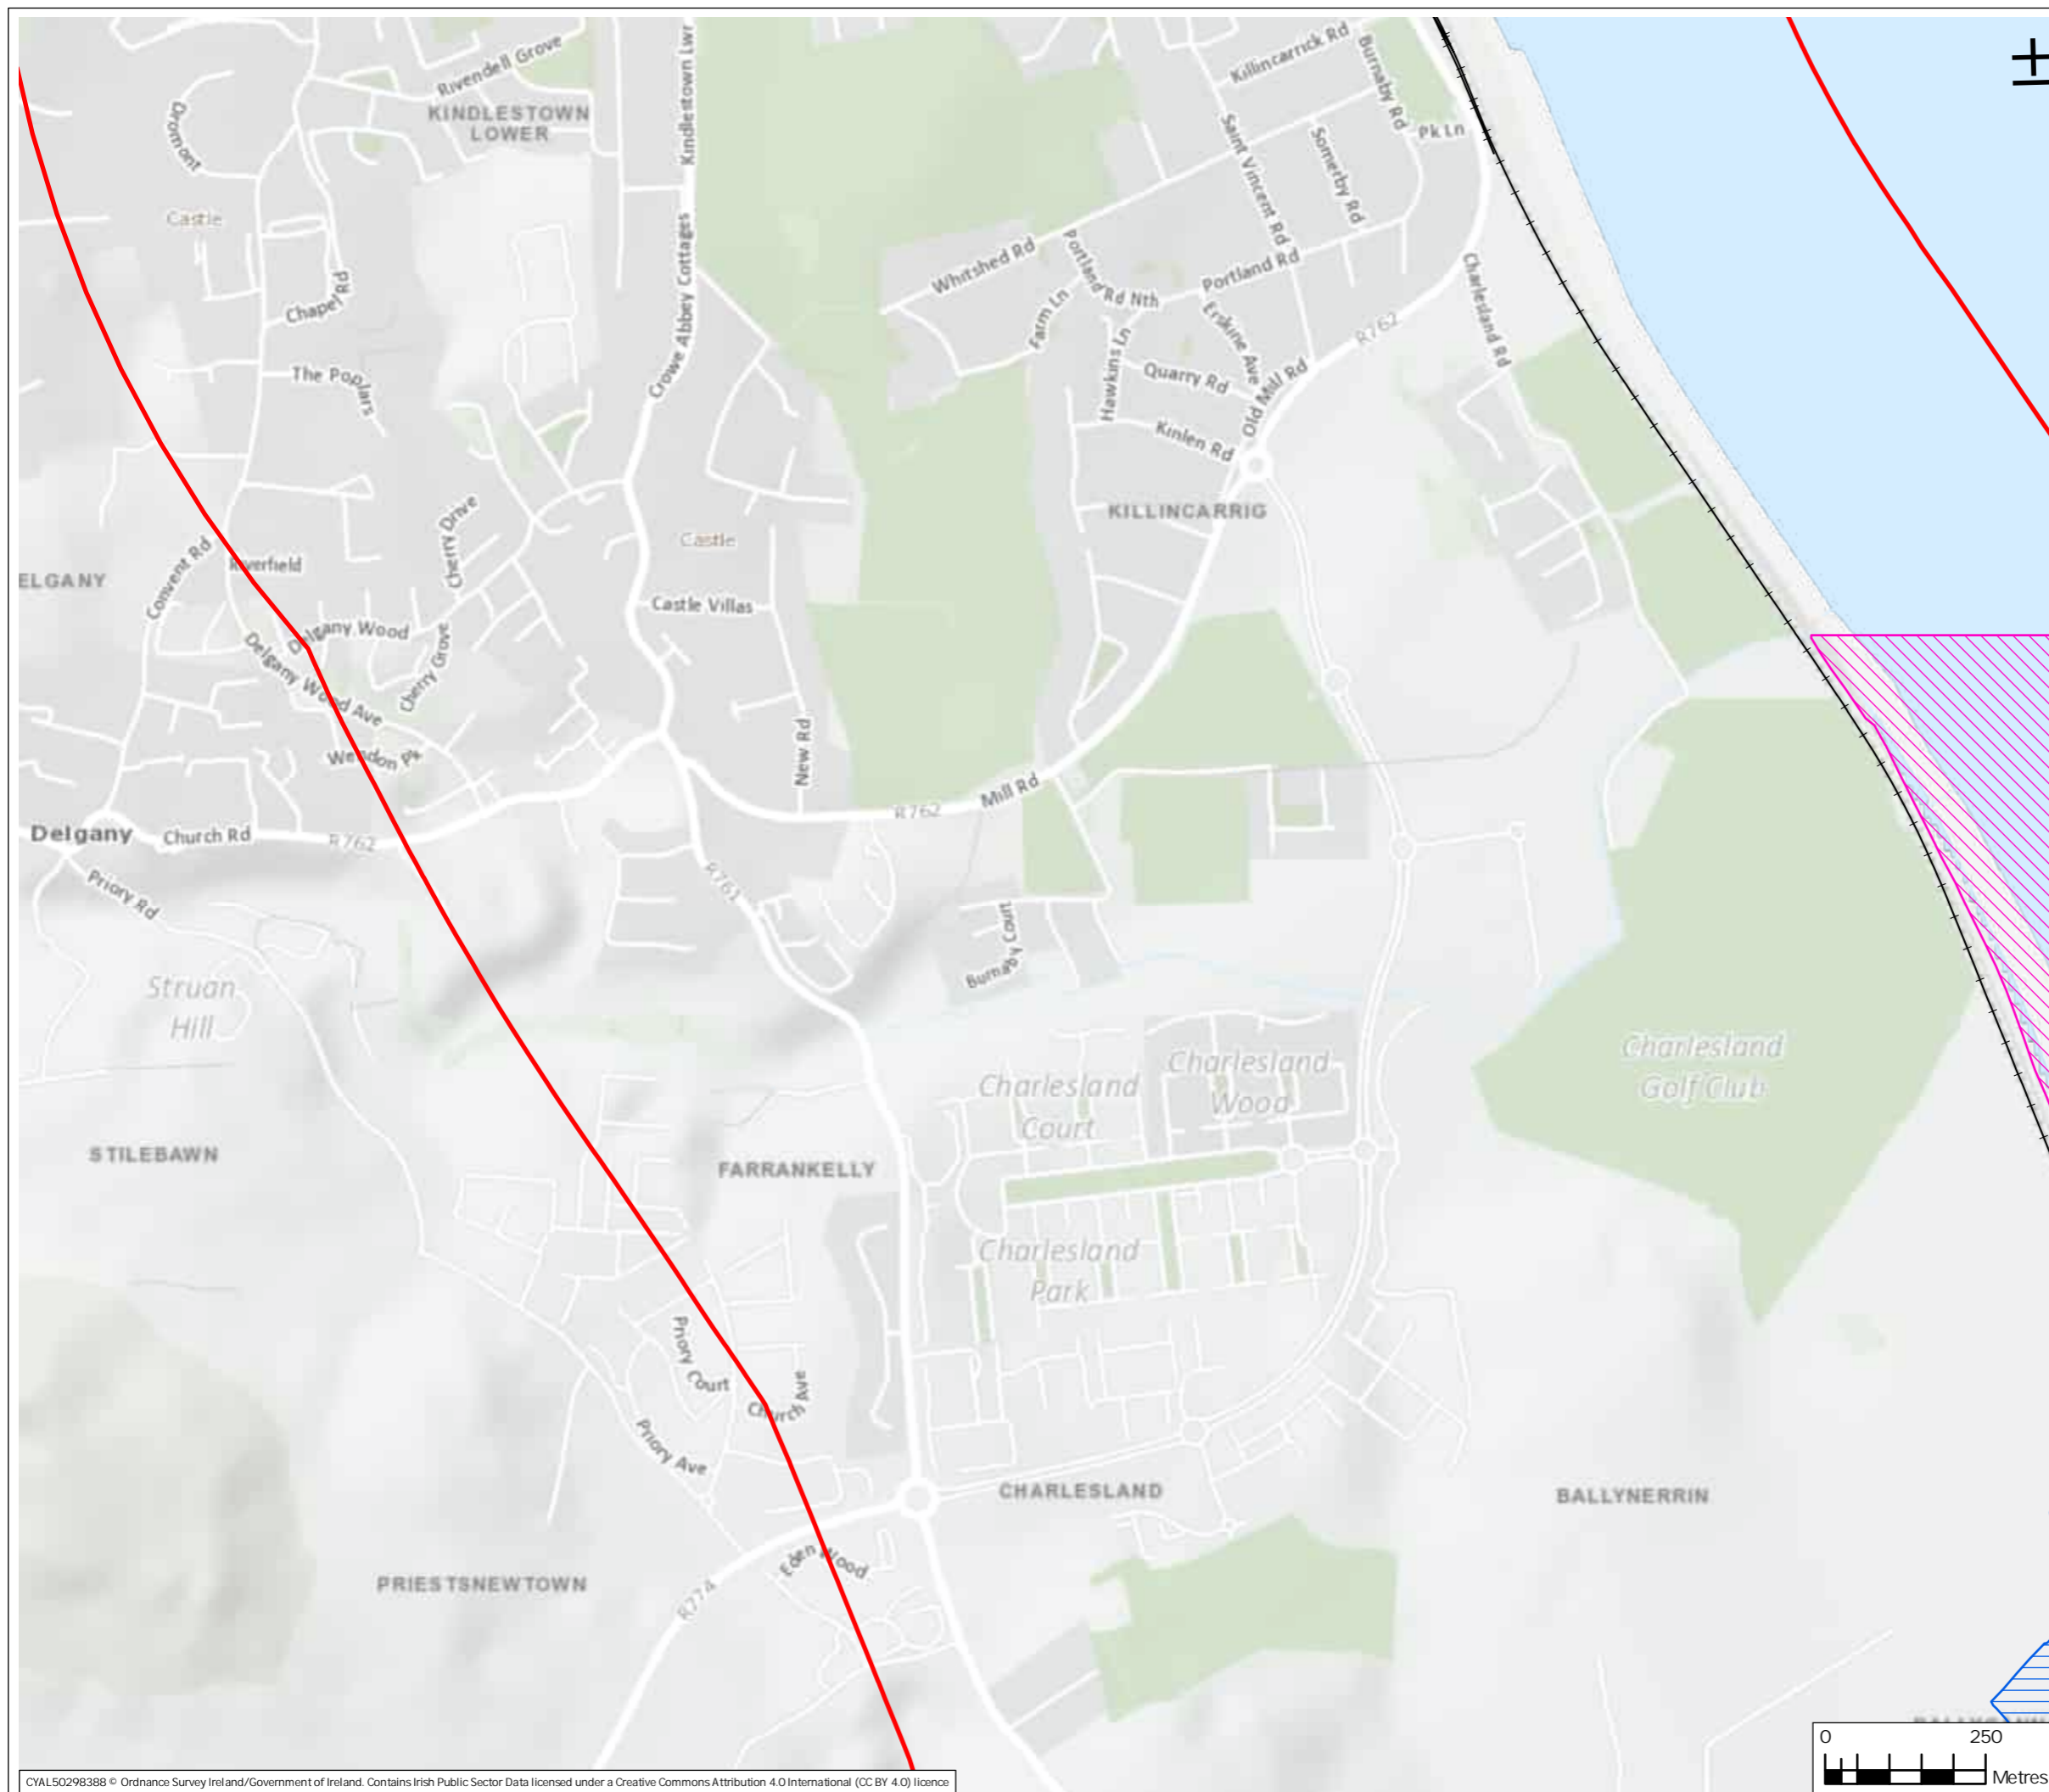 Rivendell Grove
KINDLESTOWN
LOWER
Kindlestown Lwr
Killincarrick Rd
Burnaby Rd
Pk Ln
Dromont
Saint Vincent Rd
Somerby Rd
Castle
Crowe Abbey Cottages
Whitshed Rd
Portland Rd Nth
Portland Rd
Charlesland Rd
Chapel Rd
Farm Ln
Erskine Ave
R762
The Poplars
Hawkins Ln
Quarry Rd
Old Mill Rd
Kinlen Rd
KILLINCARRIG
Cherry Drive
Castle
Convent Rd
Riverfield
ELGANY
Castle Villas
Delgany Wood
Cherry Grove
Delgany Wood Ave
Wendon Pk
New Rd
Mill Rd
R762
Delgany
Church Rd
R762
Priory Rd
R761
Burnaby Court
Struan
Hill
Charlesland
Court
Charlesland
Wood
Charlesland
Golf Club
STILEBAWN
FARRANKELLY
Charlesland
Park
Priory Court
Church Ave
Priory Ave
CHARLESLAND
BALLYNERRIN
Eden Wood
PRIESTSNEWTOWN
R774
0 250
Metres
CYAL50298388 © Ordnance Survey Ireland/Government of Ireland. Contains Irish Public Sector Data licensed under a Creative Commons Attribution 4.0 International (CC BY 4.0) licence